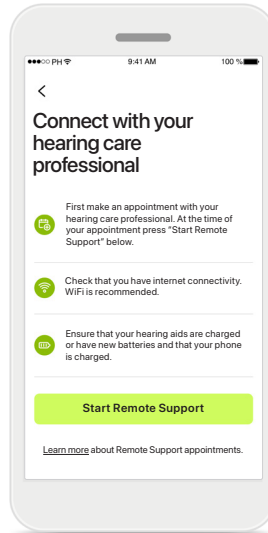 ●●●○○ PH 9:41 AM 100 %
Connect with your
hearing care
professional
First make an appointment with your
hearing care professional. At the time of
your appointment press “Start Remote
Support” below.
Check that you have internet connectivity.
WiFi is recommended.
Ensure that your hearing aids are charged
or have new batteries and that your phone
is charged.
Start Remote Support
Learn more about Remote Support appointments.